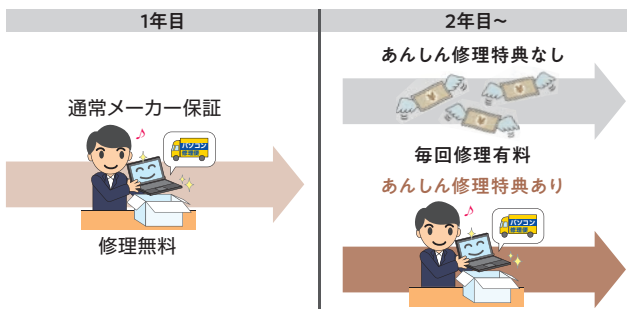 1年目
通常メーカー保証
パソコン
修理便
修理無料
2年目~
あんしん修理特典なし
¥
¥
¥
毎回修理有料
あんしん修理特典あり
パソコン
修理便